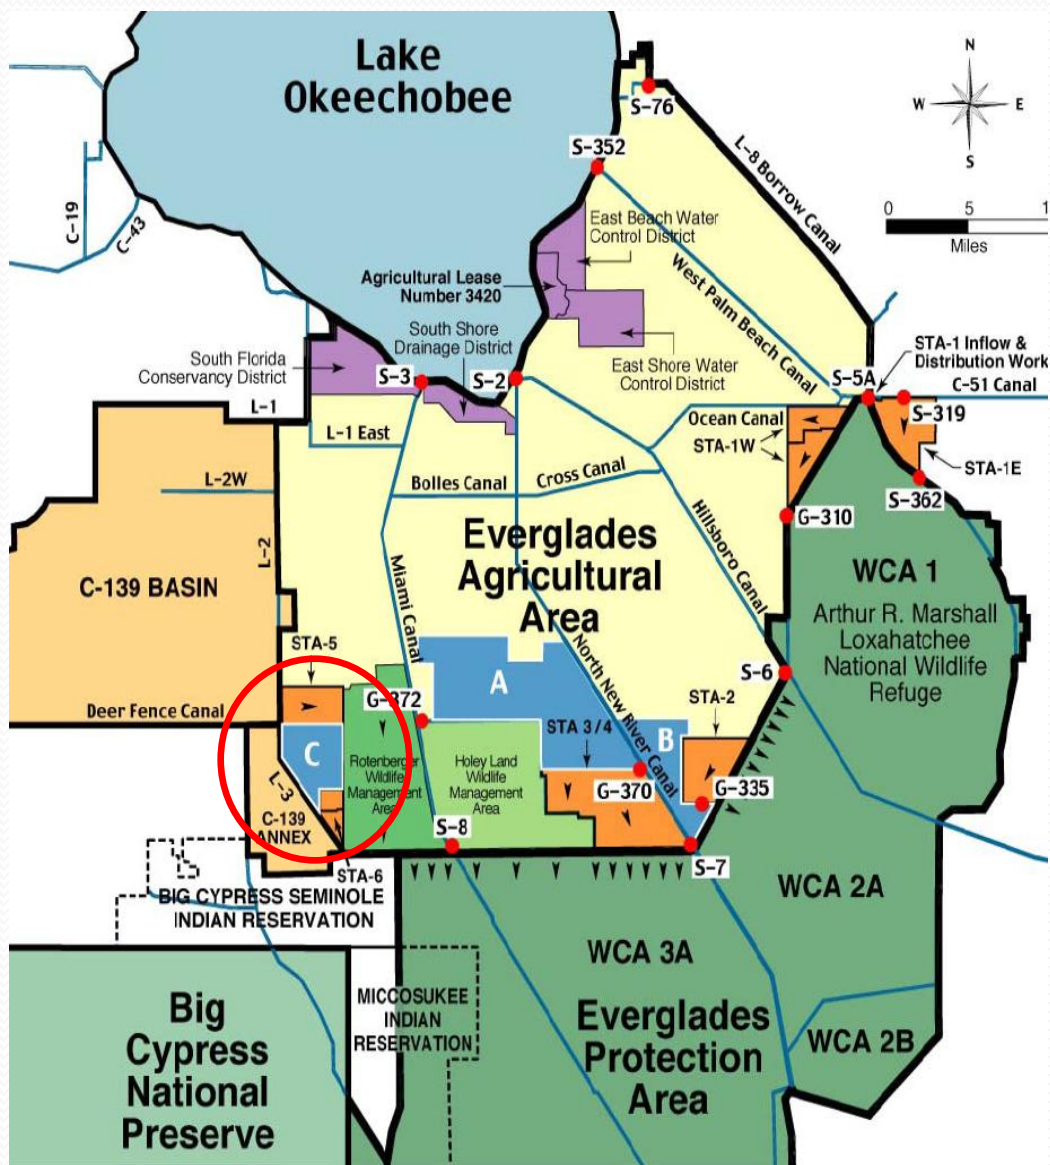 Lake
Okeechobee
N
W
E
S
S-76
S-352
L-8 Borrow Canal
C-19
C-43
0
5
1
Miles
East Beach Water
Control District
Agricultural Lease
Number 3420
West Palm Beach Canal
South Shore
Drainage District
South Florida
Conservancy District
East Shore Water
Control District
STA-1 Inflow &
Distribution Work
S-3
S-2
S-5A
C-51 Canal
L-1
S-319
Ocean Canal
L-1 East
STA-1W
STA-1E
L-2W
Bolles Canal
Cross Canal
S-362
Hillsboro Canal
G-310
L-2
Everglades
Agricultural
Area
C-139 BASIN
Miami Canal
WCA 1
Arthur R. Marshall
Loxahatchee
National Wildlife
Refuge
STA-5
North New River Canal
S-6
A
G-372
STA-2
Deer Fence Canal
STA 3/4
B
C
Rotenberger
Wildlife
Management
Area
Holey Land
Wildlife
Management
Area
L-3
G-370
G-335
C-139
ANNEX
S-8
S-7
STA-6
BIG CYPRESS SEMINOLE
INDIAN RESERVATION
WCA 2A
WCA 3A
MICCOSUKEE
INDIAN
RESERVATION
Big
Cypress
National
Preserve
Everglades
Protection
Area
WCA 2B